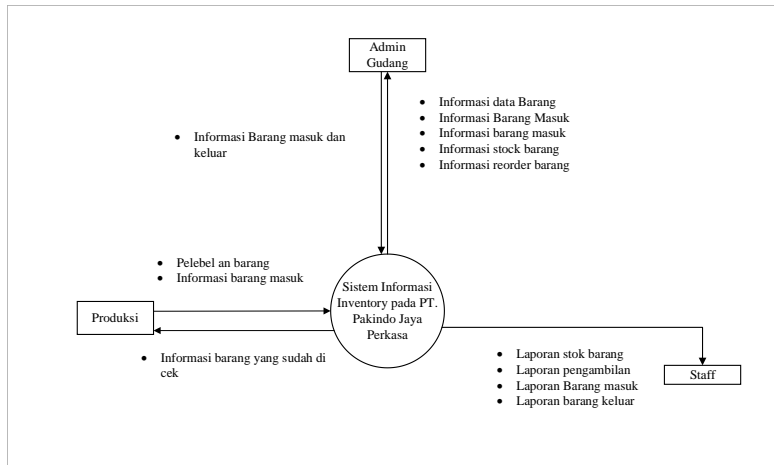 Admin
Gudang
• Informasi data Barang
• Informasi Barang Masuk
• Informasi barang masuk
• Informasi stock barang
• Informasi reorder barang
• Informasi Barang masuk dan
keluar
• Pelebel an barang
• Informasi barang masuk
Sistem Informasi
Inventory pada PT.
Pakindo Jaya
Perkasa
Produksi
• Informasi barang yang sudah di
cek
• Laporan stok barang
• Laporan pengambilan
• Laporan Barang masuk
• Laporan barang keluar
Staff